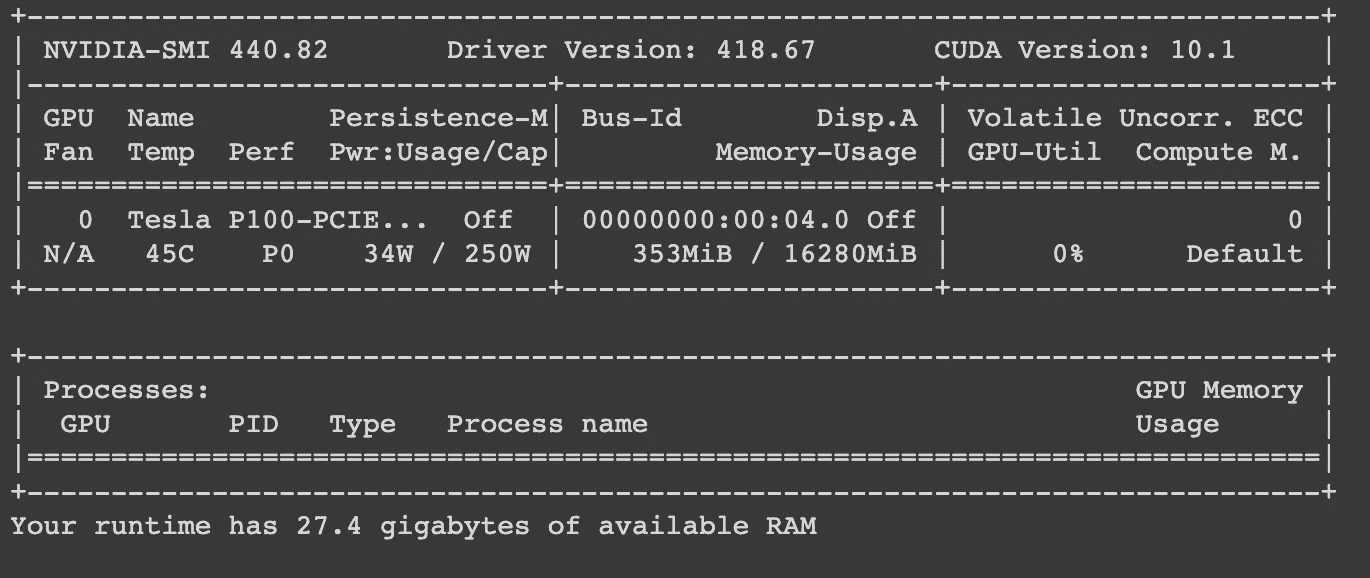 +-----------------------------------------------------------------------------+
| NVIDIA-SMI 440.82       Driver Version: 418.67       CUDA Version: 10.1     |
|-------------------------------+----------------------+----------------------+
| GPU  Name        Persistence-M| Bus-Id        Disp.A | Volatile Uncorr. ECC |
| Fan  Temp  Perf  Pwr:Usage/Cap|         Memory-Usage | GPU-Util  Compute M. |
|===============================+======================+======================|
|   0  Tesla P100-PCIE...  Off  | 00000000:00:04.0 Off |                    0 |
| N/A   45C    P0    34W / 250W |    353MiB / 16280MiB |      0%      Default |
+-------------------------------+----------------------+----------------------+

+-----------------------------------------------------------------------------+
| Processes:                                                       GPU Memory |
|  GPU       PID   Type   Process name                             Usage      |
|=============================================================================|
+-----------------------------------------------------------------------------+
Your runtime has 27.4 gigabytes of available RAM